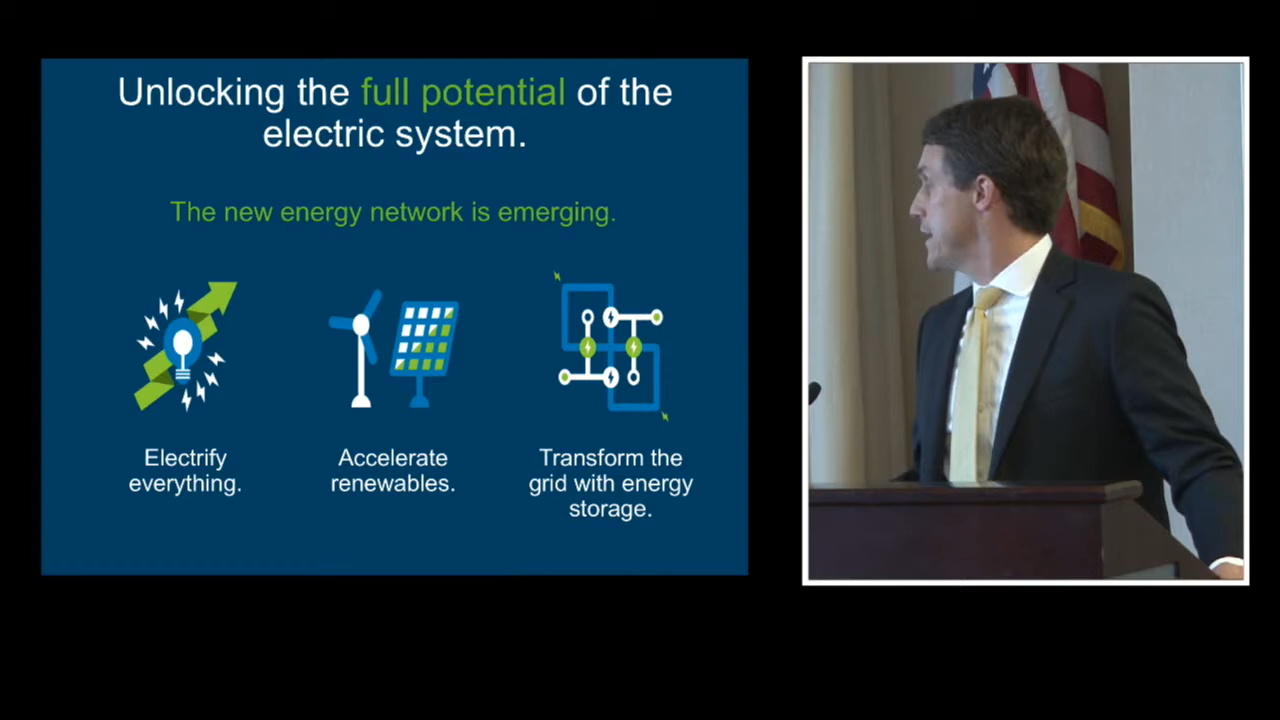 Unlocking the full potential of the
electric system.
The new energy network is emerging.
Electrify
everything.
Accelerate
renewables.
Transform the
grid with energy
storage.